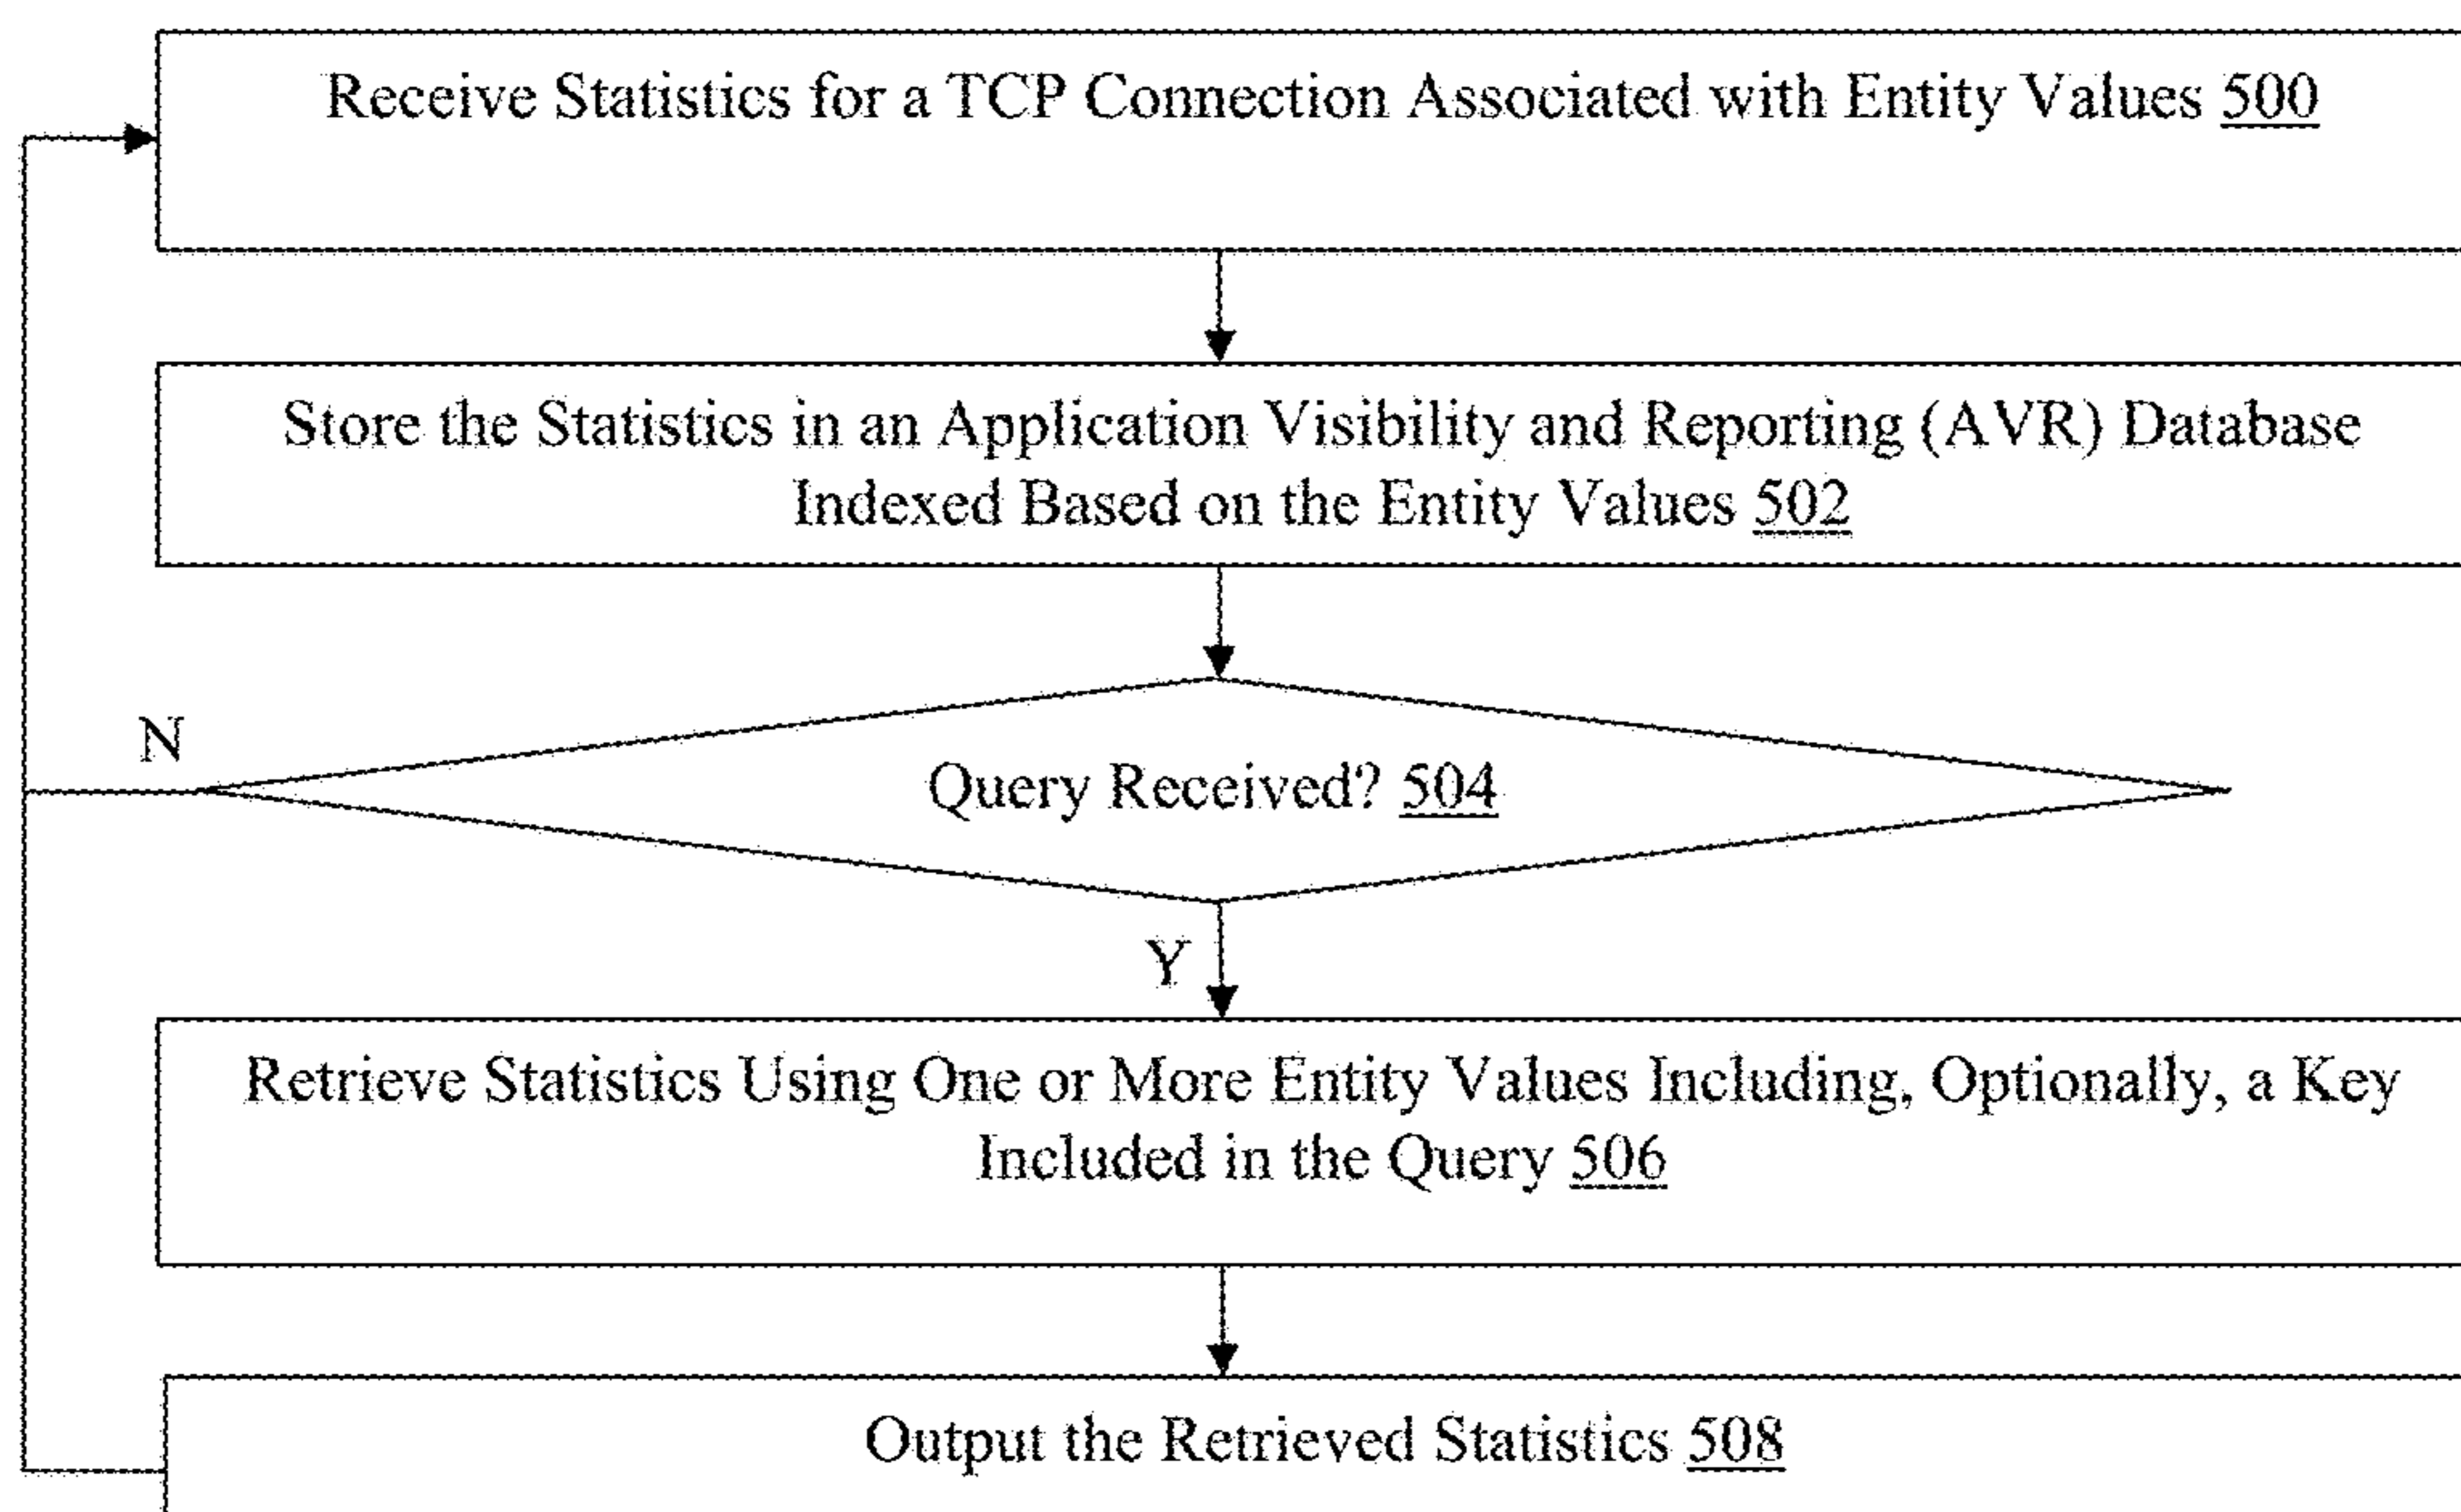 Receive Statistics for a TCP Connection Associated with Entity Values 500
Store the Statistics in an Application Visibility and Reporting (AVR) Database
Indexed Based on the Entity Values 502
N
Query Received? 504
Y
Retrieve Statistics Using One or More Entity Values Including, Optionally, a Key
Included in the Query 506
Output the Retrieved Statistics 508